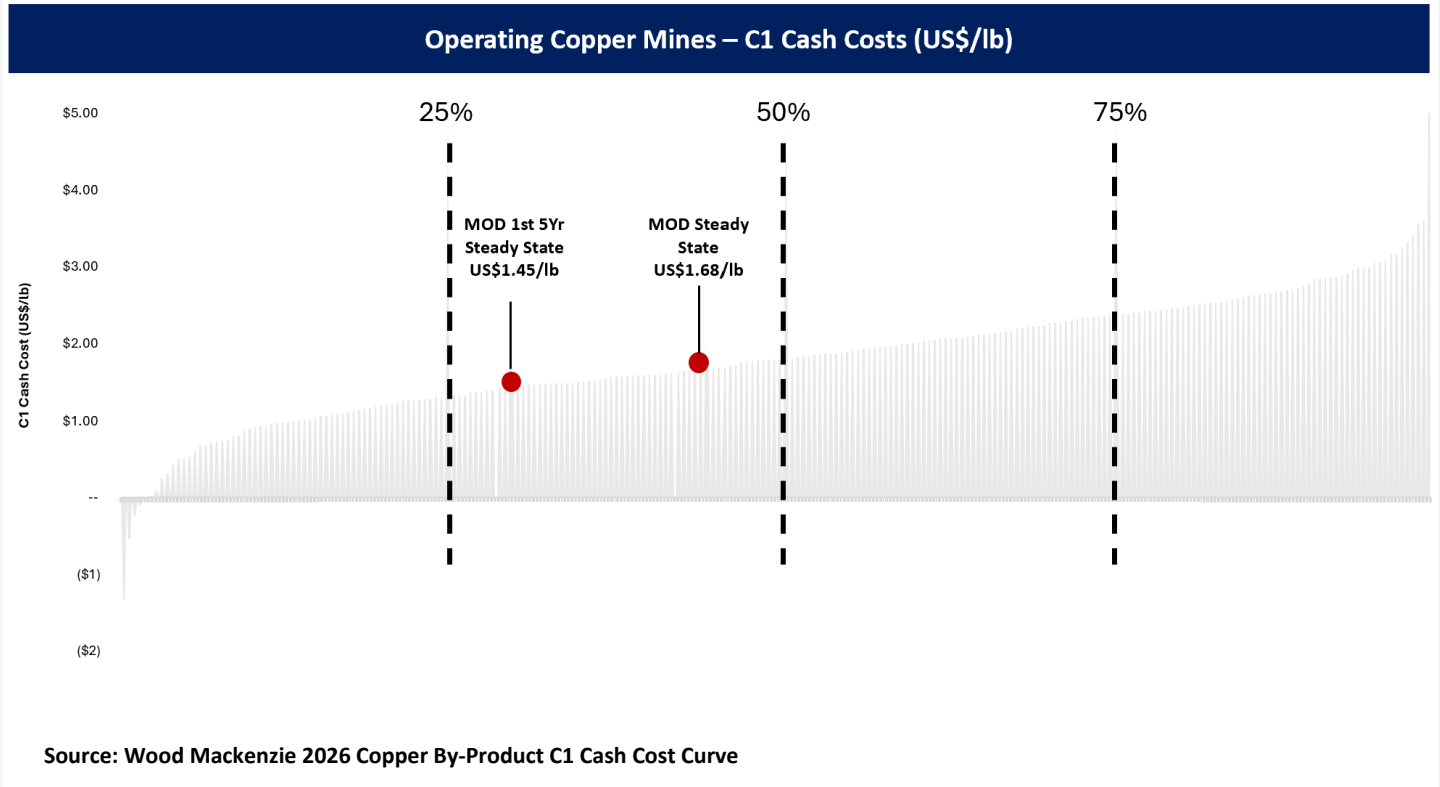 Operating Copper Mines – C1 Cash Costs (US$/lb)
$5.00
$4.00
$3.00
$2.00
$1.00
--
($1)
($2)
C1 Cash Cost (US$/lb)
25%
50%
75%
MOD 1st 5Yr
Steady State
US$1.45/lb
MOD Steady
State
US$1.68/lb
Source: Wood Mackenzie 2026 Copper By-Product C1 Cash Cost Curve